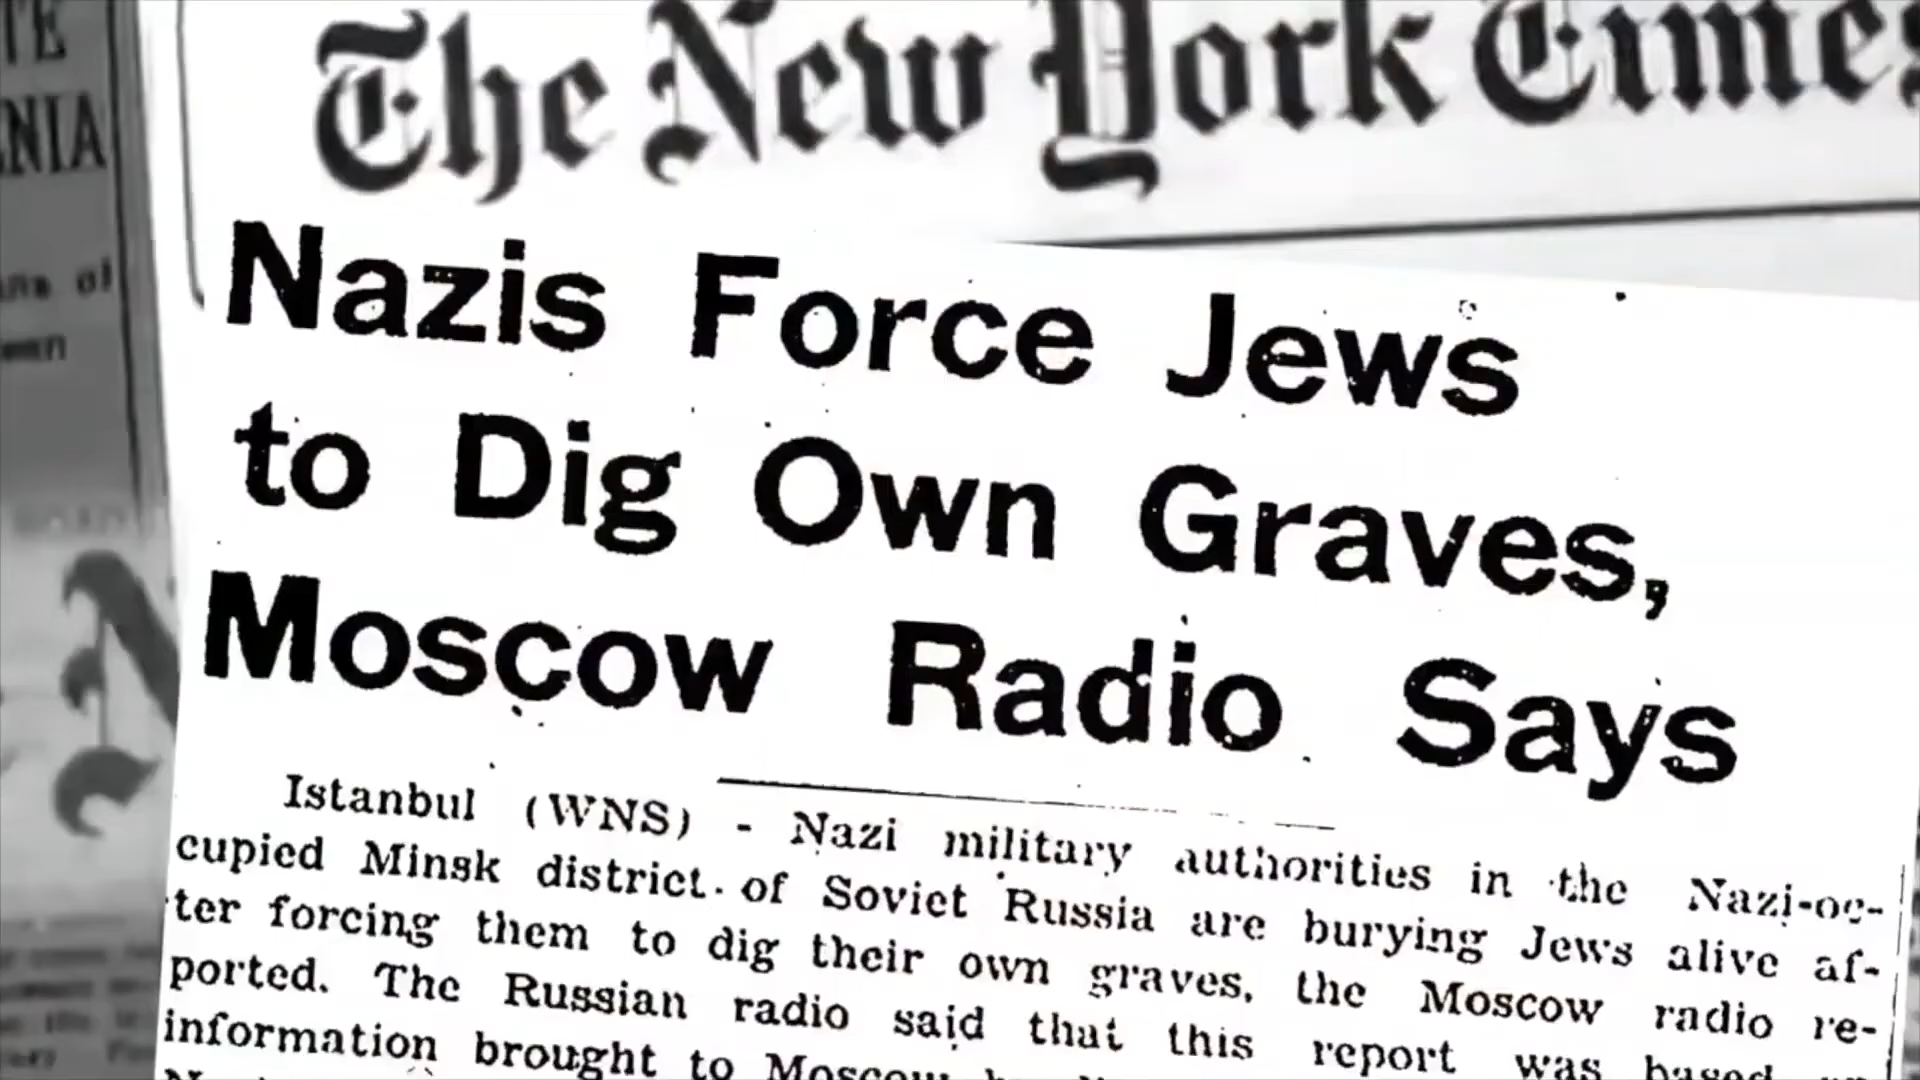 The New York Times
Nazis Force Jews
to Dig Own Graves,
Moscow Radio Says
Istanbul (WNS) - Nazi military authorities in the Nazi-oc-
cupied Minsk district of Soviet Russia are burying Jews alive af-
ter forcing them to dig their own graves, the Moscow radio re-
ported. The Russian radio said that this report was based
information brought to Moscow
NIA
of